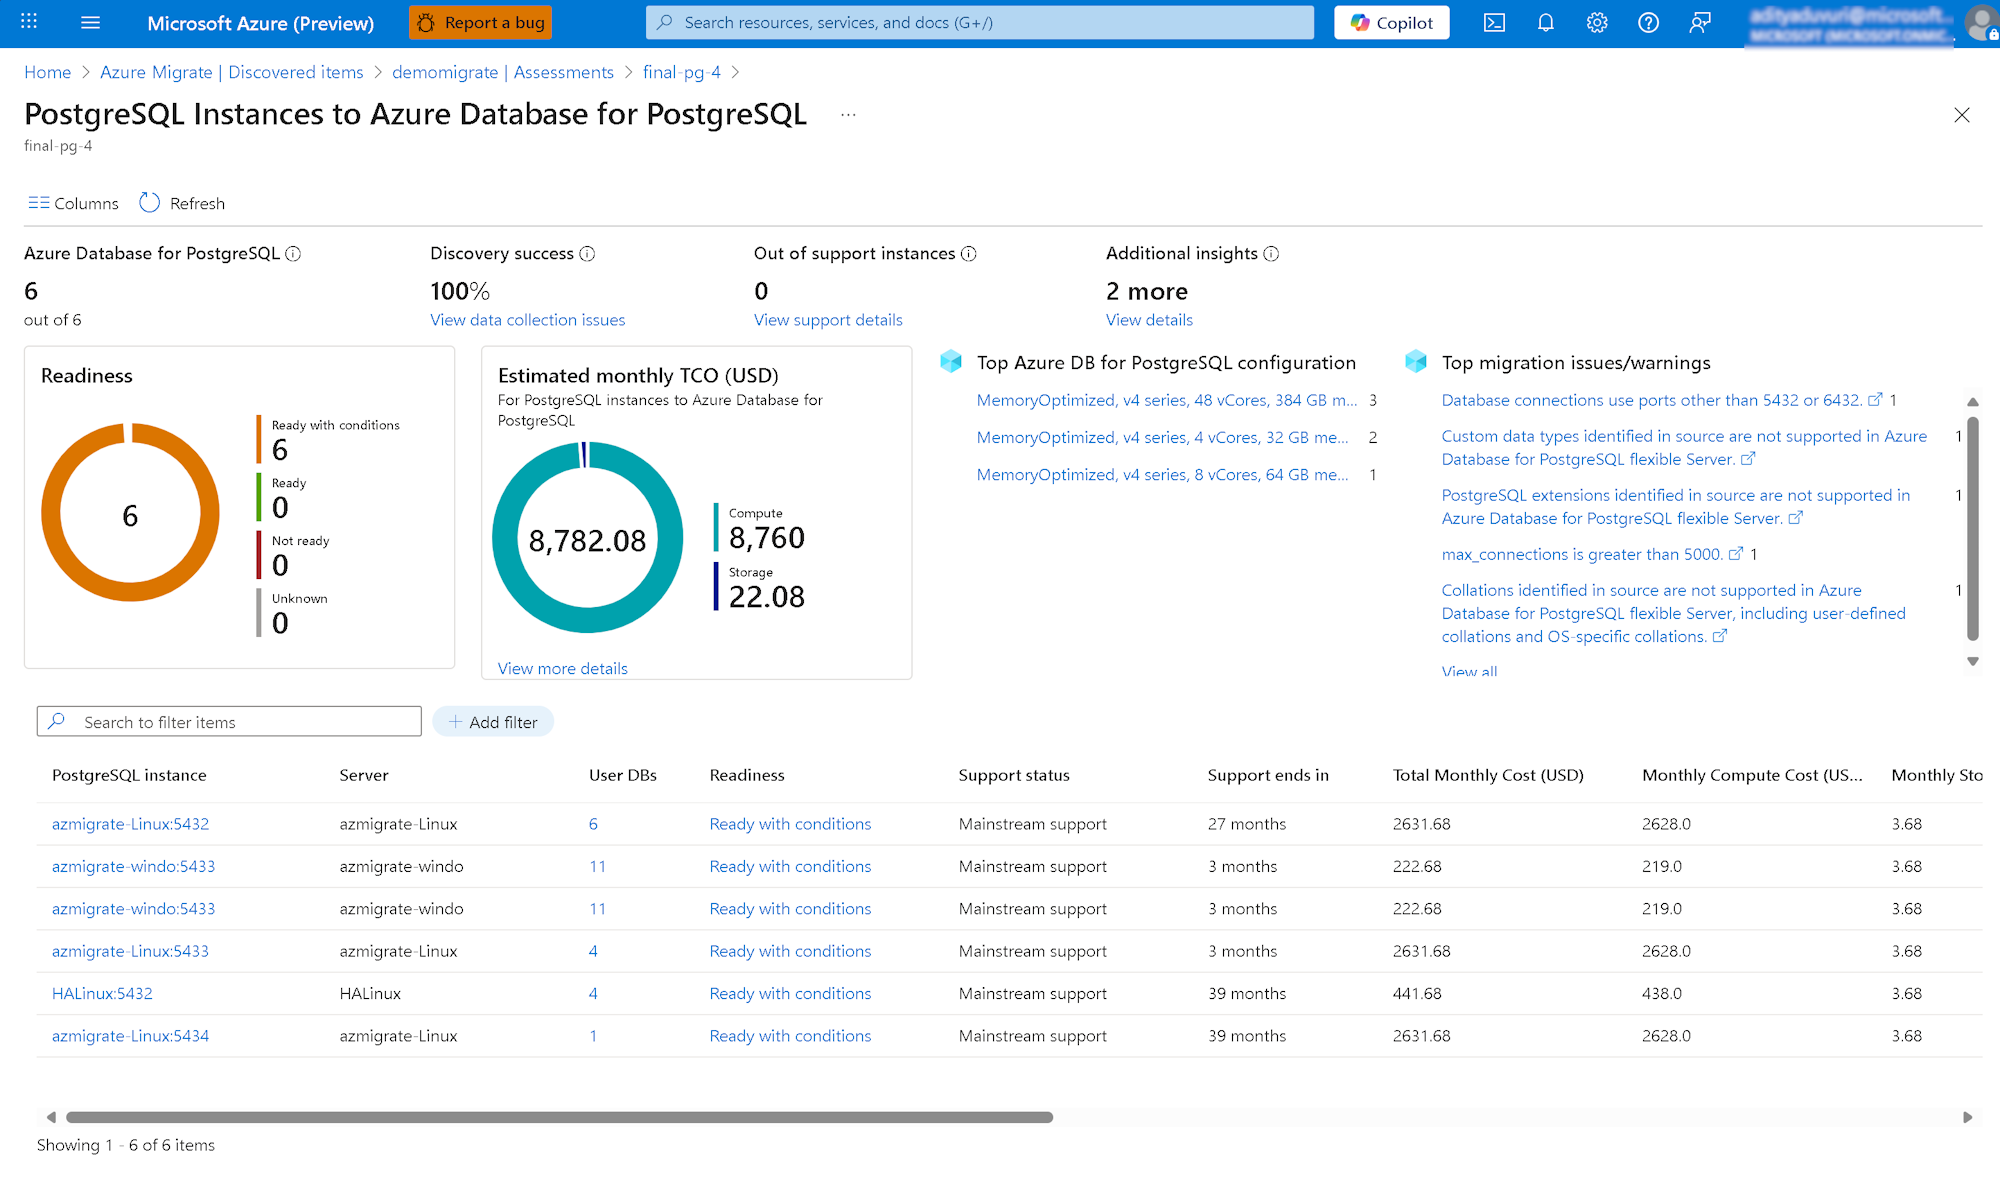 Microsoft Azure (Preview)
Report a bug
Search resources, services, and docs (G+/)
Copilot
Home > Azure Migrate | Discovered items > demomigrate | Assessments > final-pg-4 >
PostgreSQL Instances to Azure Database for PostgreSQL ...
final-pg-4
Columns
Refresh
Azure Database for PostgreSQL
6
out of 6
Discovery success
100%
View data collection issues
Out of support instances
0
View support details
Additional insights
2 more
View details
Readiness
6
Ready with conditions
6
Ready
0
Not ready
0
Unknown
0
Estimated monthly TCO (USD)
For PostgreSQL instances to Azure Database for
PostgreSQL
8,782.08
Compute
8,760
Storage
22.08
View more details
Top Azure DB for PostgreSQL configuration
MemoryOptimized, v4 series, 48 vCores, 384 GB m... 3
MemoryOptimized, v4 series, 4 vCores, 32 GB me... 2
MemoryOptimized, v4 series, 8 vCores, 64 GB me... 1
Top migration issues/warnings
Database connections use ports other than 5432 or 6432. 1
Custom data types identified in source are not supported in Azure 1
Database for PostgreSQL flexible Server.
PostgreSQL extensions identified in source are not supported in 1
Azure Database for PostgreSQL flexible Server.
max_connections is greater than 5000. 1
Collations identified in source are not supported in Azure 1
Database for PostgreSQL flexible Server, including user-defined
collations and OS-specific collations.
View all
Search to filter items
Add filter
PostgreSQL instance Server User DBs Readiness Support status Support ends in Total Monthly Cost (USD) Monthly Compute Cost (US... Monthly Sto
azmigrate-Linux:5432 azmigrate-Linux 6 Ready with conditions Mainstream support 27 months 2631.68 2628.0 3.68
azmigrate-windo:5433 azmigrate-windo 11 Ready with conditions Mainstream support 3 months 222.68 219.0 3.68
azmigrate-windo:5433 azmigrate-windo 11 Ready with conditions Mainstream support 3 months 222.68 219.0 3.68
azmigrate-Linux:5433 azmigrate-Linux 4 Ready with conditions Mainstream support 3 months 2631.68 2628.0 3.68
HALinux:5432 HALinux 4 Ready with conditions Mainstream support 39 months 441.68 438.0 3.68
azmigrate-Linux:5434 azmigrate-Linux 1 Ready with conditions Mainstream support 39 months 2631.68 2628.0 3.68
Showing 1 - 6 of 6 items